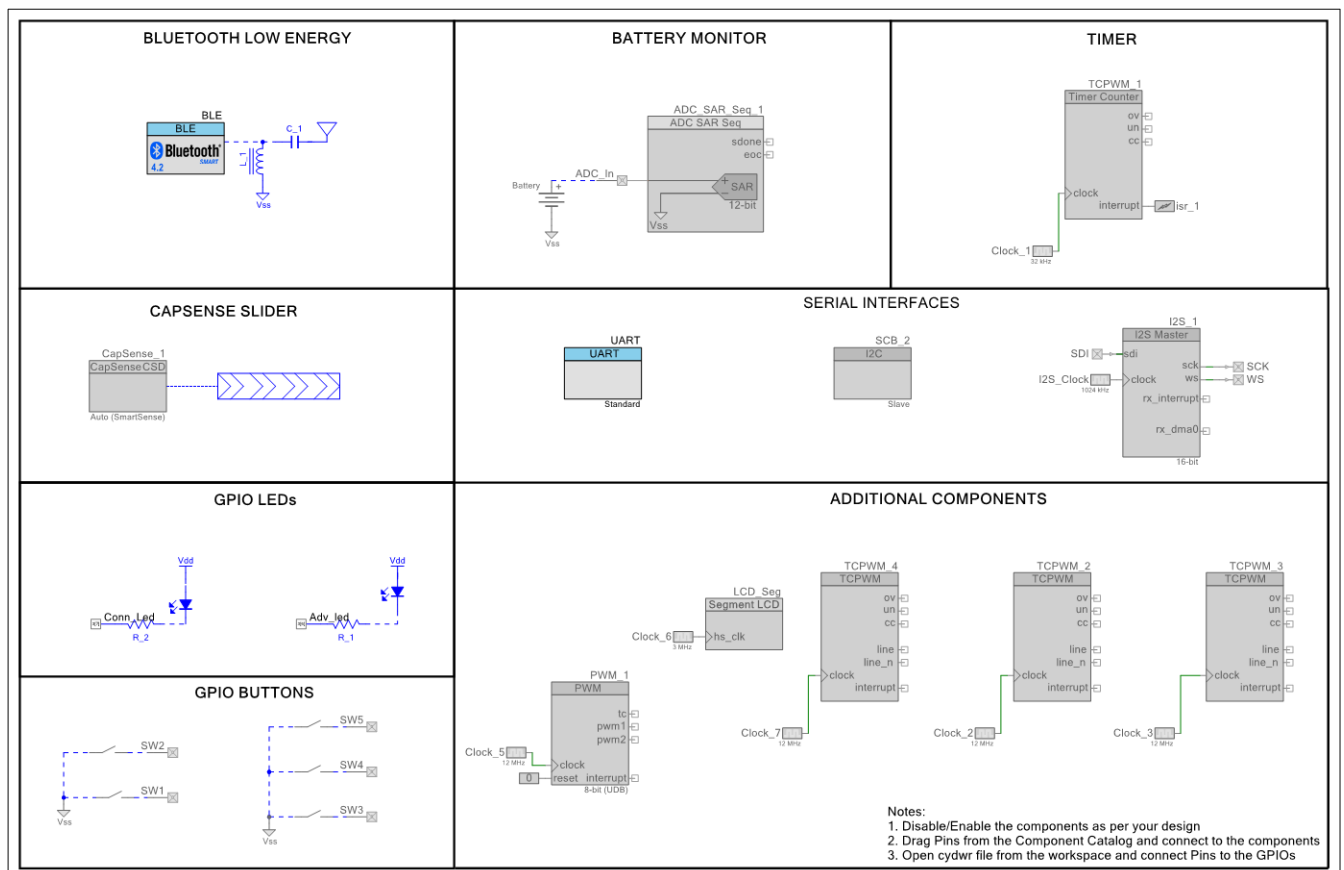 BLUETOOTH LOW ENERGY
BLE
BLE
Bluetooth
SMART
4.2
C_1
L_1
Vss
BATTERY MONITOR
ADC_SAR_Seq_1
ADC SAR Seq
sdone
eoc
ADC_In
Battery
+
+
SAR
–
12-bit
Vss
Vss
TIMER
TCPWM_1
Timer Counter
ov
un
cc
clock
interrupt
isr_1
Clock_1
32 kHz
CAPSENSE SLIDER
CapSense_1
CapSenseCSD
Auto (SmartSense)
SERIAL INTERFACES
UART
UART
Standard
SCB_2
I2C
Slave
I2S_1
I2S Master
SDI
sdi
sck
SCK
I2S_Clock
clock
ws
WS
1024 kHz
rx_interrupt
rx_dma0
16-bit
GPIO LEDs
Vdd
Conn_Led
R_2
Vdd
Adv_led
R_1
GPIO BUTTONS
SW2
SW1
Vss
SW5
SW4
SW3
Vss
ADDITIONAL COMPONENTS
LCD_Seg
Segment LCD
Clock_6
hs_clk
3 MHz
PWM_1
PWM
tc
pwm1
pwm2
Clock_5
12 MHz
clock
0
reset interrupt
8-bit (UDB)
TCPWM_4
TCPWM
ov
un
cc
line
line_n
clock
interrupt
Clock_7
12 MHz
TCPWM_2
TCPWM
ov
un
cc
line
line_n
clock
interrupt
Clock_2
12 MHz
TCPWM_3
TCPWM
ov
un
cc
line
line_n
clock
interrupt
Clock_3
12 MHz
Notes:
1. Disable/Enable the components as per your design
2. Drag Pins from the Component Catalog and connect to the components
3. Open cydwr file from the workspace and connect Pins to the GPIOs